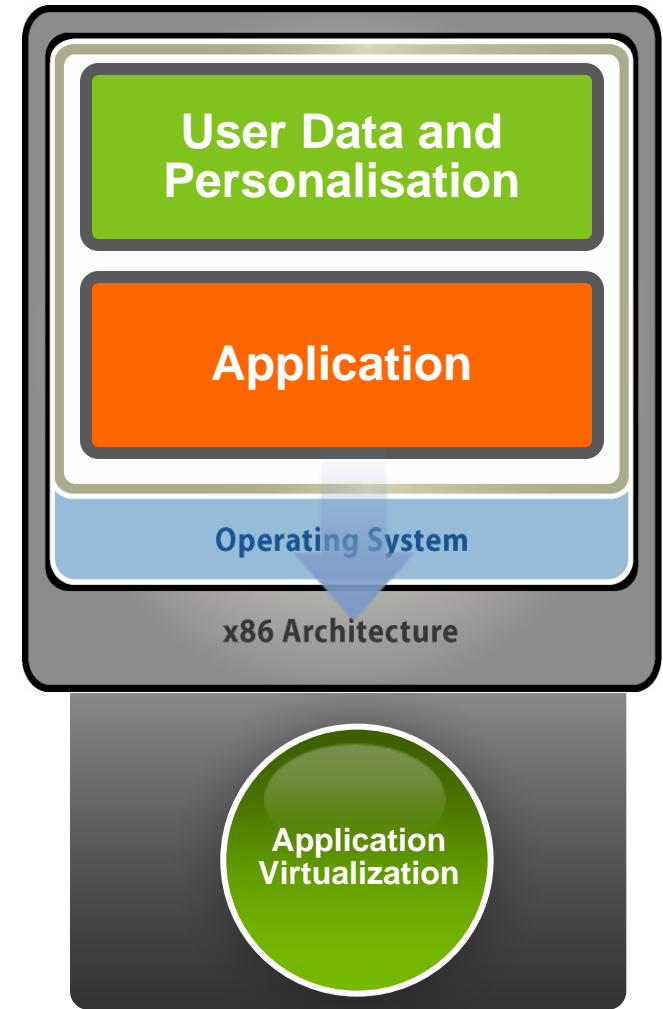 User Data and
Personalisation
Application
Operating System
x86 Architecture
Application
Virtualization